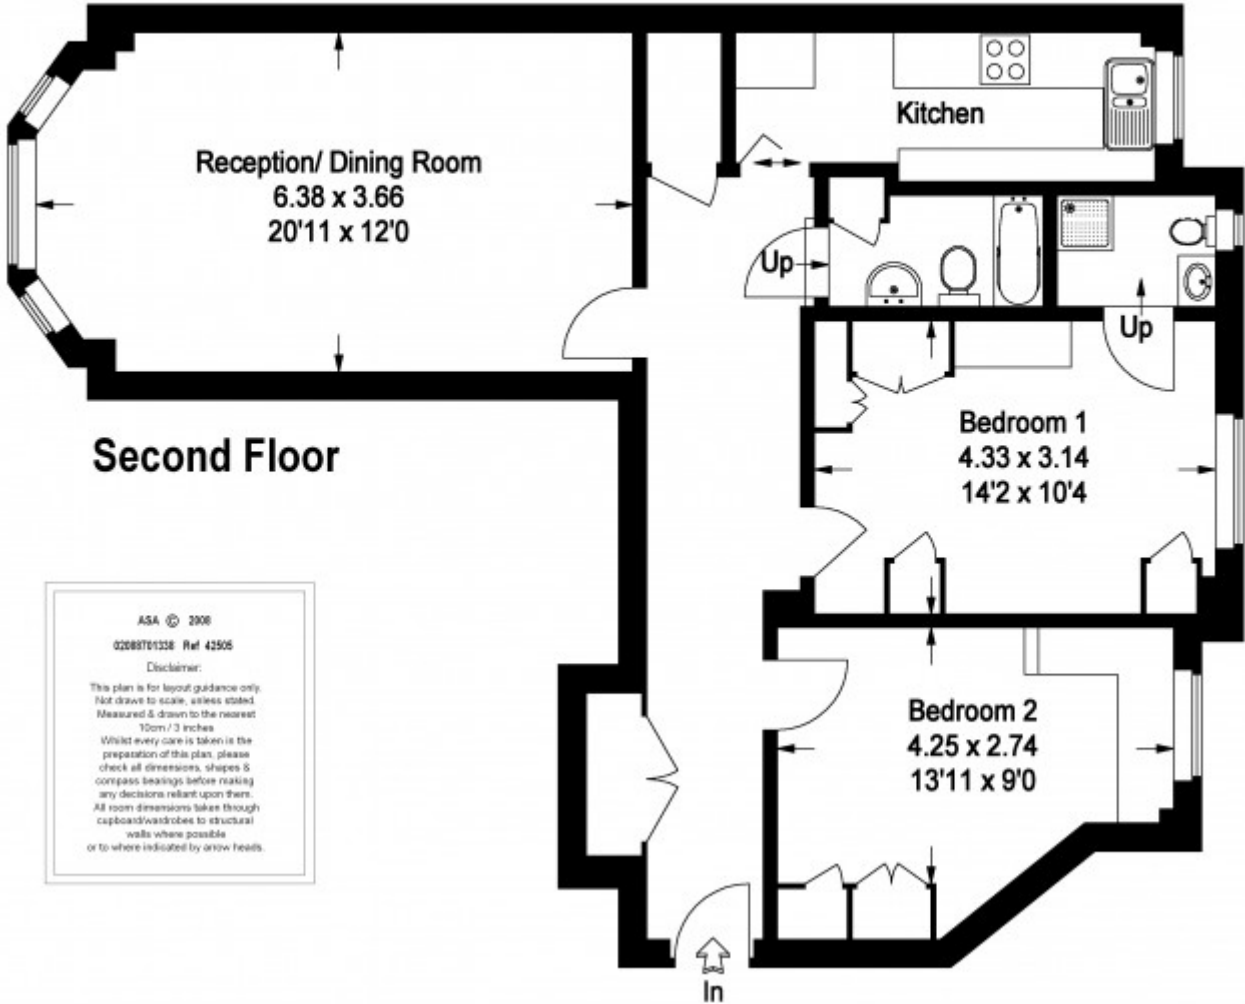 Kitchen
Reception/ Dining Room
6.38 x 3.66
20'11 x 12'0
Up
Up
Bedroom 1
4.33 x 3.14
14'2 x 10'4
Second Floor
ASA © 2008
02088701338 Ref 42505
Disclaimer:
This plan is for layout guidance only.
Not drawn to scale, unless stated.
Measured & drawn to the nearest
10cm / 3 inches
Whilst every care is taken in the
preparation of this plan, please
check all dimensions, shapes &
compass bearings before making
any decisions reliant upon them.
All room dimensions taken through
cupboard/wardrobes to structural
walls where possible
or to where indicated by arrow heads.
Bedroom 2
4.25 x 2.74
13'11 x 9'0
In